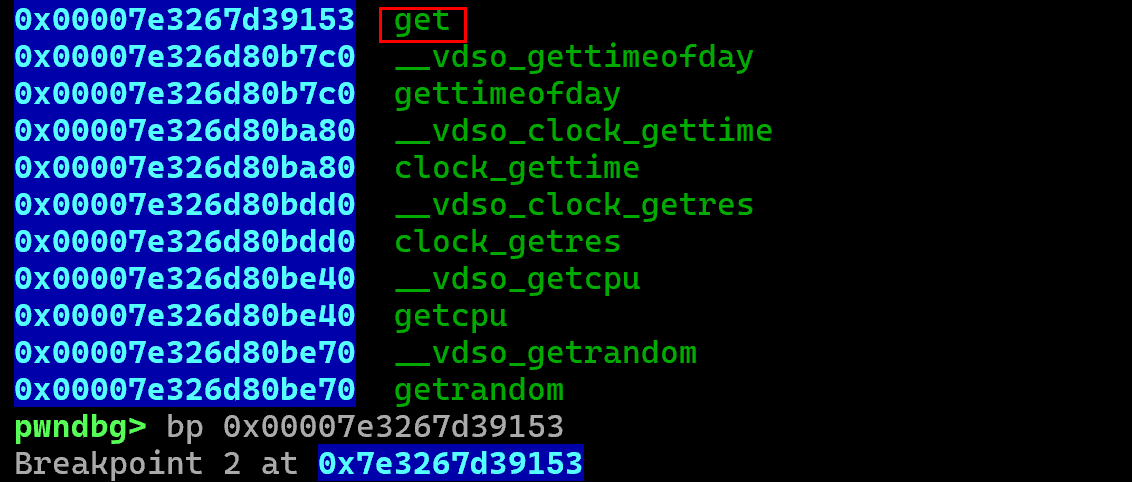 0x00007e3267d39153  get
0x00007e326d80b7c0  __vdso_gettimeofday
0x00007e326d80b7c0  gettimeofday
0x00007e326d80ba80  __vdso_clock_gettime
0x00007e326d80ba80  clock_gettime
0x00007e326d80bdd0  __vdso_clock_getres
0x00007e326d80bdd0  clock_getres
0x00007e326d80be40  __vdso_getcpu
0x00007e326d80be40  getcpu
0x00007e326d80be70  __vdso_getrandom
0x00007e326d80be70  getrandom
pwndbg> bp 0x00007e3267d39153
Breakpoint 2 at 0x7e3267d39153